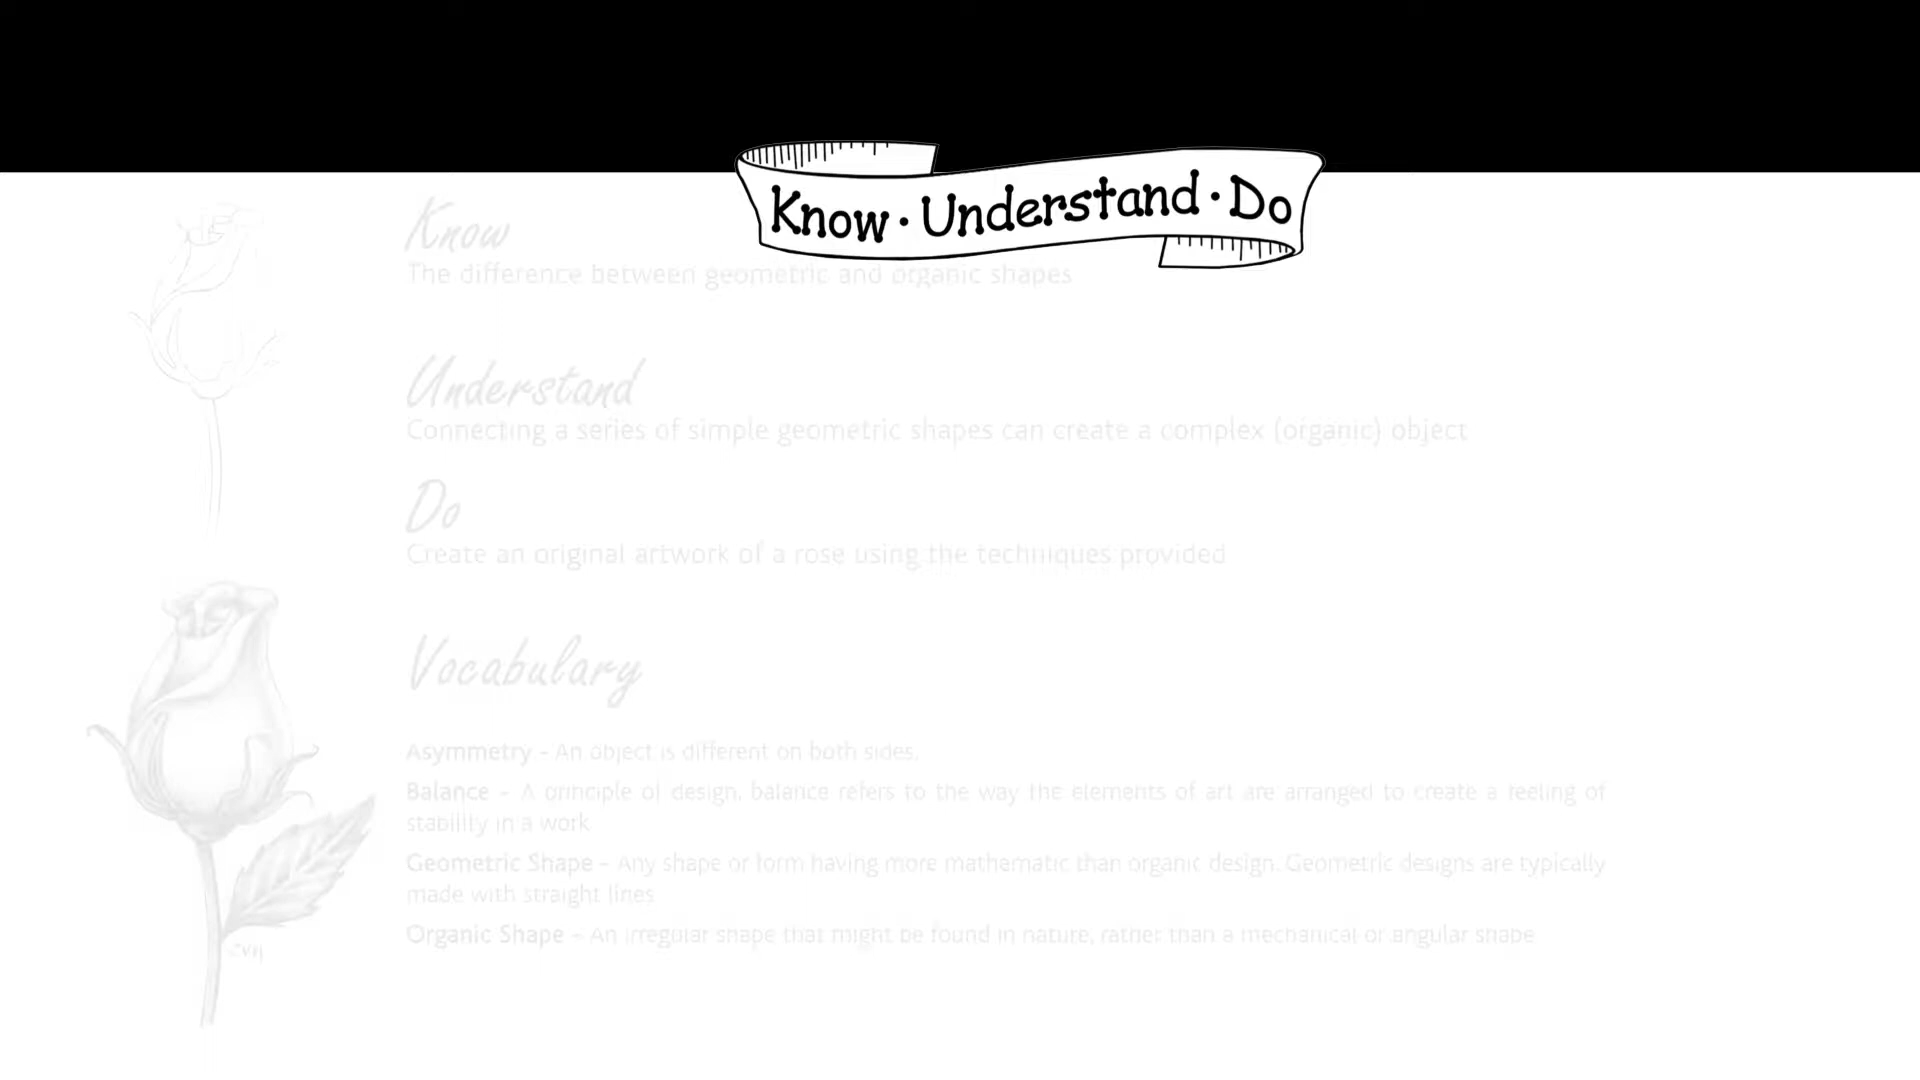 Know · Understand · Do
Know
The difference between geometric and organic shapes
Understand
Connecting a series of simple geometric shapes can create a complex (organic) object
Do
Create an original artwork of a rose using the techniques provided
Vocabulary
Asymmetry - An object is different on both sides.
Balance - A principle of design, balance refers to the way the elements of art are arranged to create a feeling of
stability in a work
Geometric Shape - Any shape or form having more mathematic than organic design. Geometric designs are typically
made with straight lines
Organic Shape - An irregular shape that might be found in nature, rather than a mechanical or angular shape